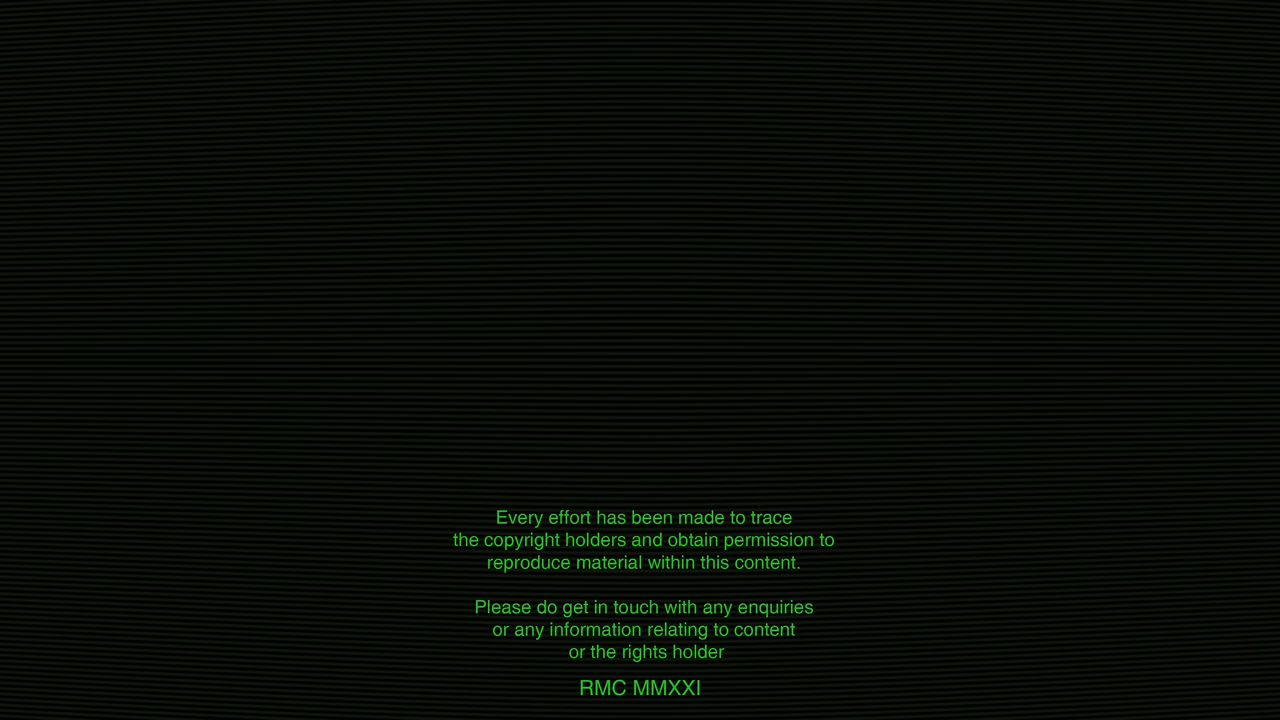 Every effort has been made to trace
the copyright holders and obtain permission to
reproduce material within this content.
Please do get in touch with any enquiries
or any information relating to content
or the rights holder
RMC MMXXI